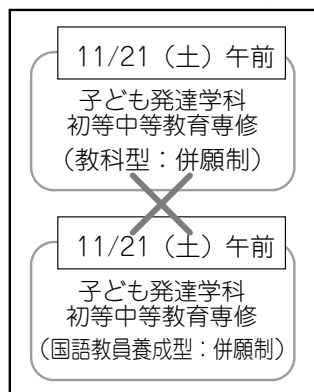 11/21（土）午前
子ども発達学科
初等中等教育専修
（教科型：併願制）
11/21（土）午前
子ども発達学科
初等中等教育専修
（国語教員養成型：併願制）